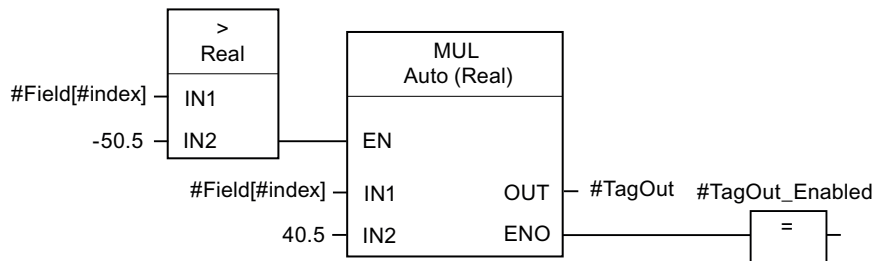 >
Real
#Field[#index]
IN1
-50.5
IN2
MUL
Auto (Real)
EN
#Field[#index]
IN1
OUT
#TagOut
#TagOut_Enabled
40.5
IN2
ENO
=